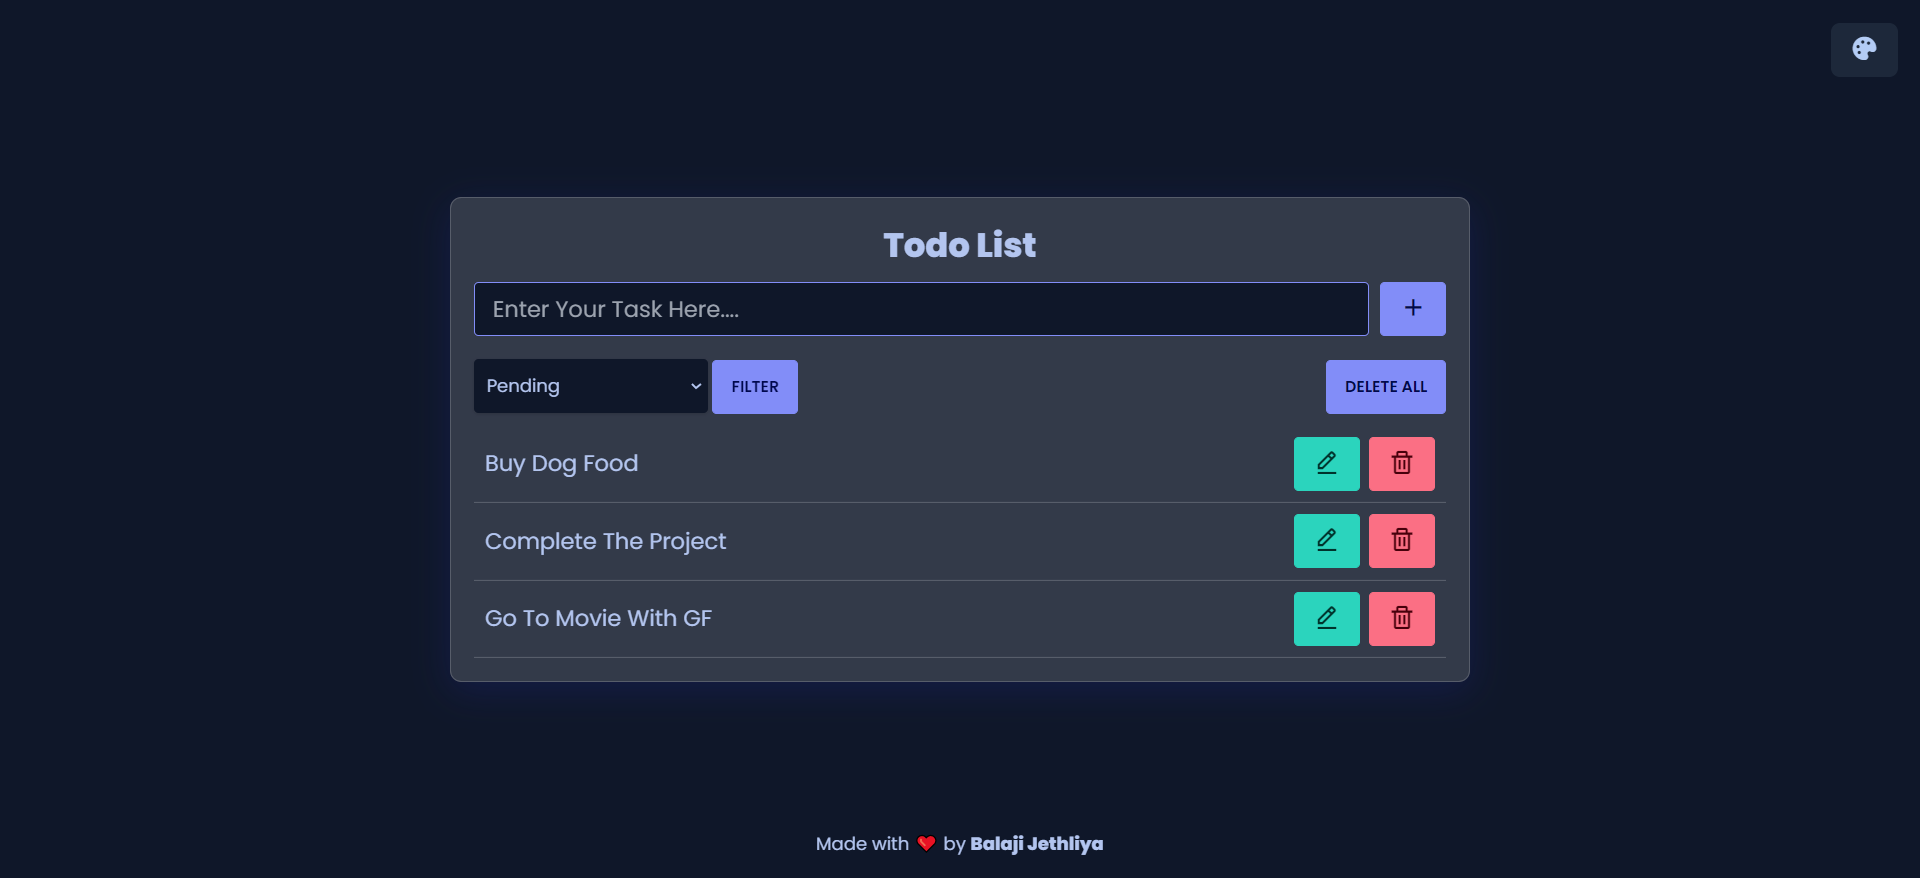 Todo List
Enter Your Task Here....
Pending
FILTER
DELETE ALL
Buy Dog Food
Complete The Project
Go To Movie With GF
Made with ❤️ by Balaji Jethliya